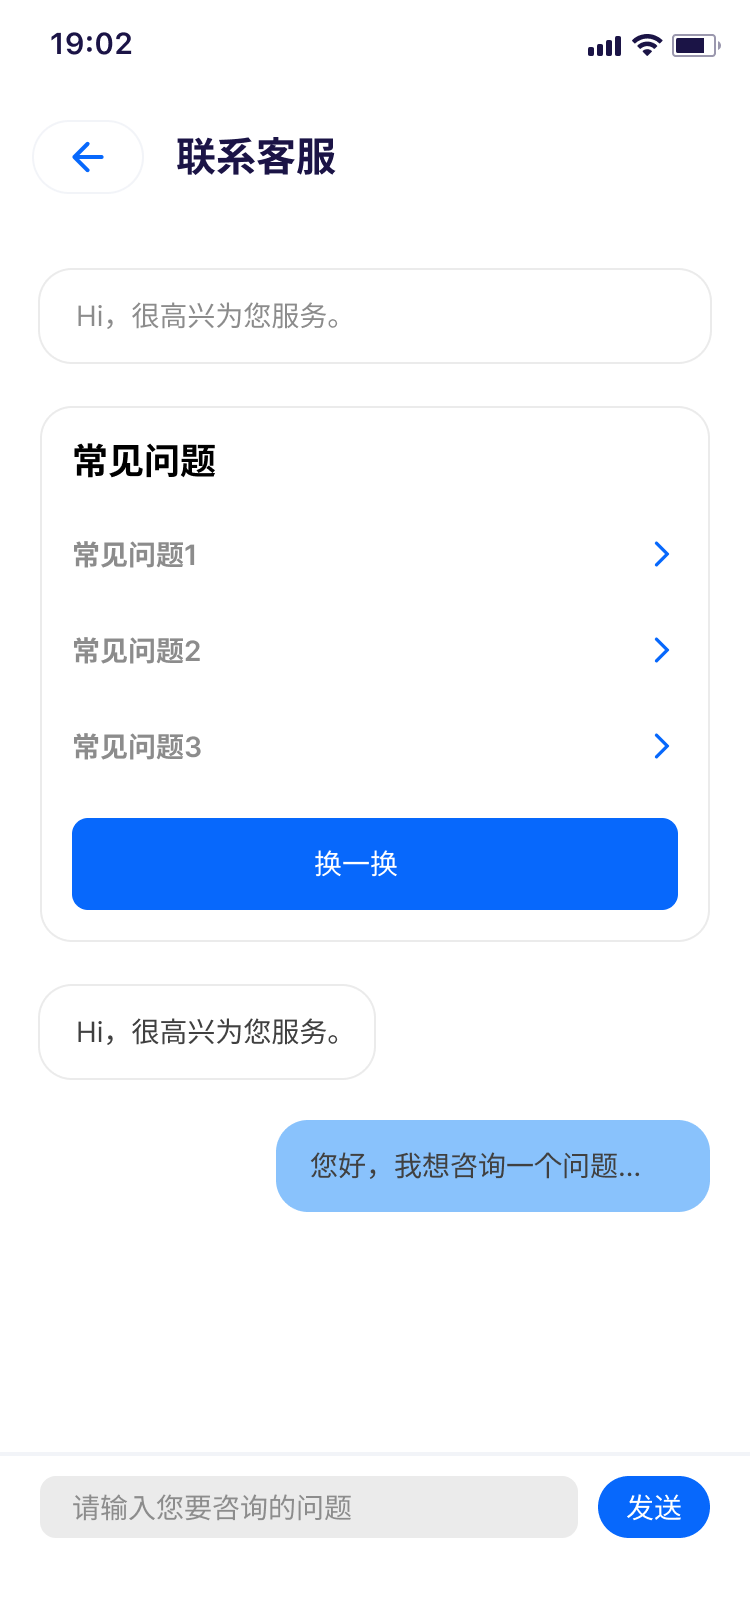 19:02
联系客服
Hi，很高兴为您服务。
常见问题
常见问题1
常见问题2
常见问题3
换一换
Hi，很高兴为您服务。
您好，我想咨询一个问题...
请输入您要咨询的问题
发送